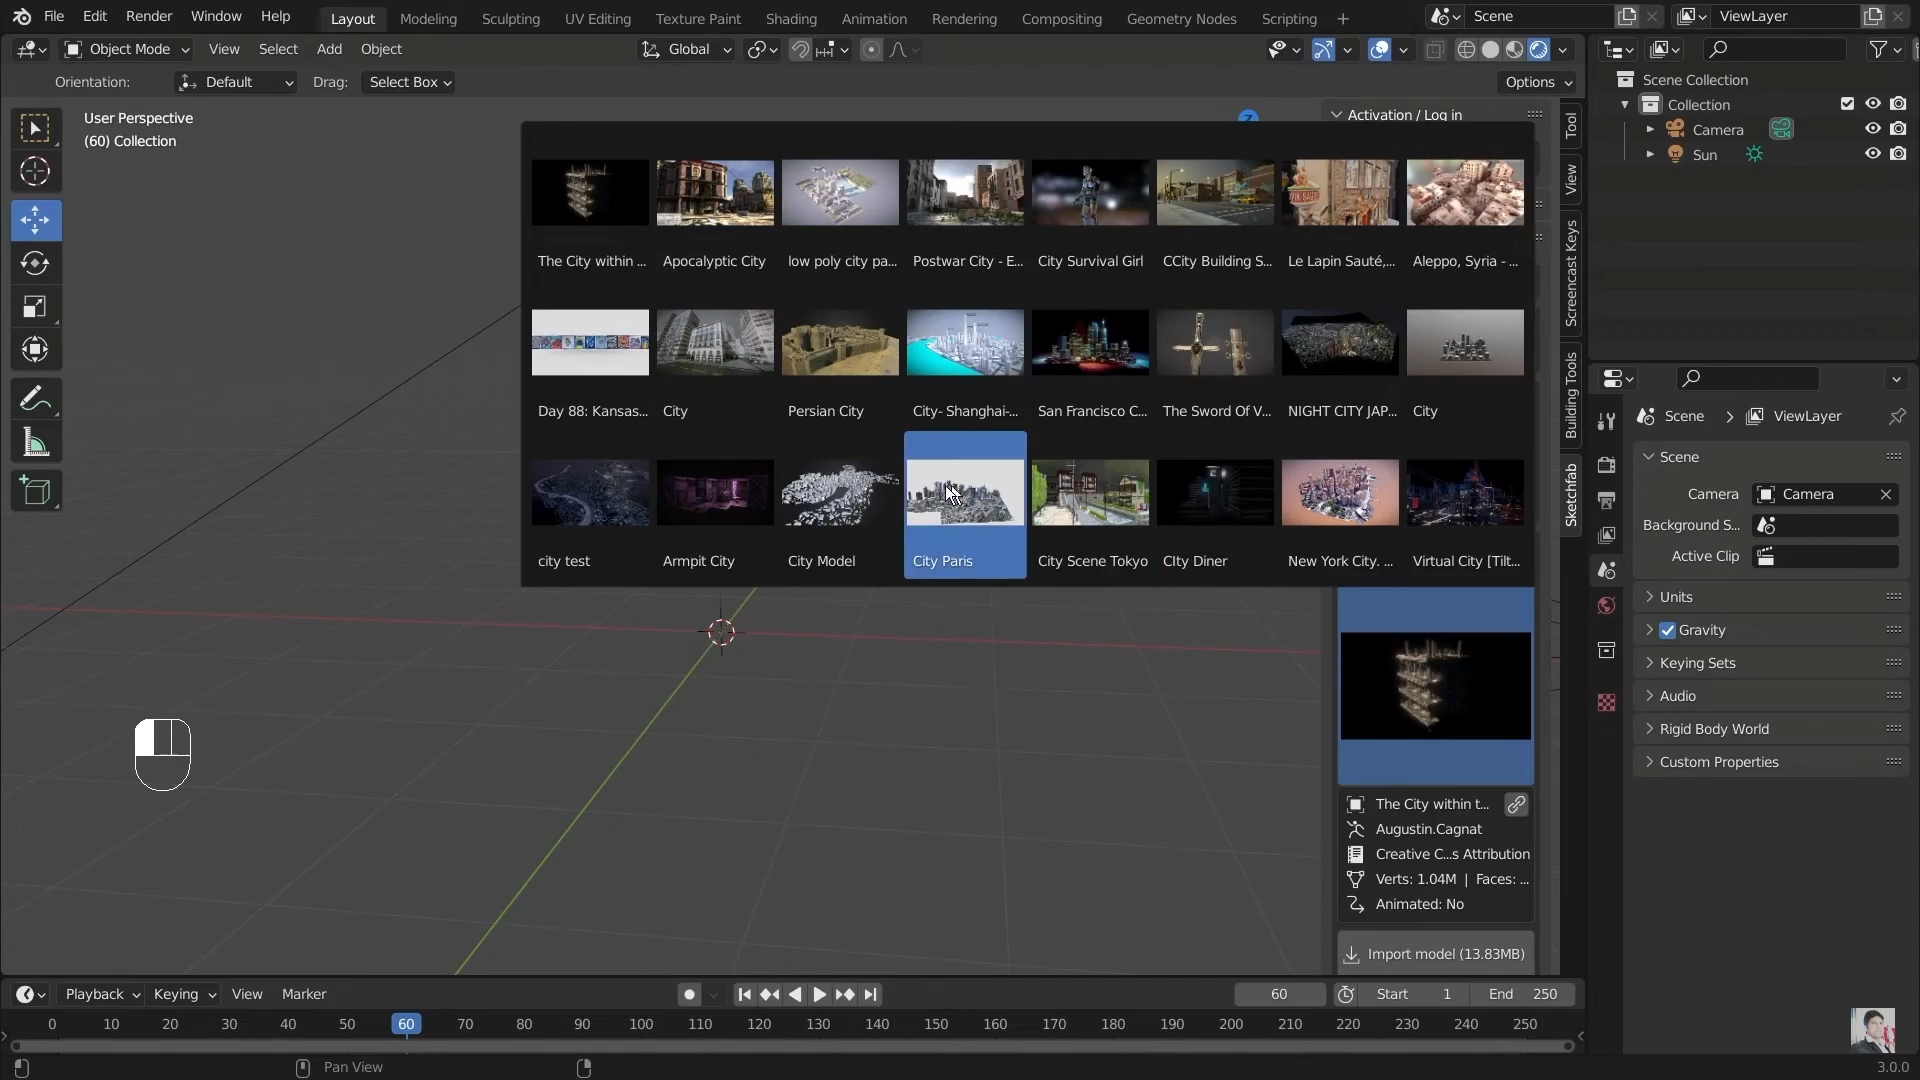 File Edit Render Window Help Layout Modeling Sculpting UV Editing Texture Paint Shading Animation Rendering Compositing Geometry Nodes Scripting + Scene ViewLayer
Object Mode View Select Add Object Global
Orientation: Default Drag: Select Box Options
User Perspective
(60) Collection
Activation / Log in
Z
The City within ... Apocalyptic City low poly city pa... Postwar City - E... City Survival Girl CCity Building S... Le Lapin Sauté,... Aleppo, Syria - ...
Day 88: Kansas... City Persian City City- Shanghai-... San Francisco C... The Sword Of V... NIGHT CITY JAP... City
city test Armpit City City Model City Paris City Scene Tokyo CIty Diner New York City. ... Virtual City [Tilt...
The City within t...
Augustin.Cagnat
Creative C...s Attribution
Verts: 1.04M | Faces: ...
Animated: No
Import model (13.83MB)
Tool
View
Screencast Keys
Building Tools
Sketchfab
Scene Collection
Collection
Camera
Sun
Scene > ViewLayer
Scene
Camera Camera
Background S...
Active Clip
Units
Gravity
Keying Sets
Audio
Rigid Body World
Custom Properties
Playback Keying View Marker 60 Start 1 End 250
0 10 20 30 40 50 60 70 80 90 100 110 120 130 140 150 160 170 180 190 200 210 220 230 240 250
Pan View 3.0.0